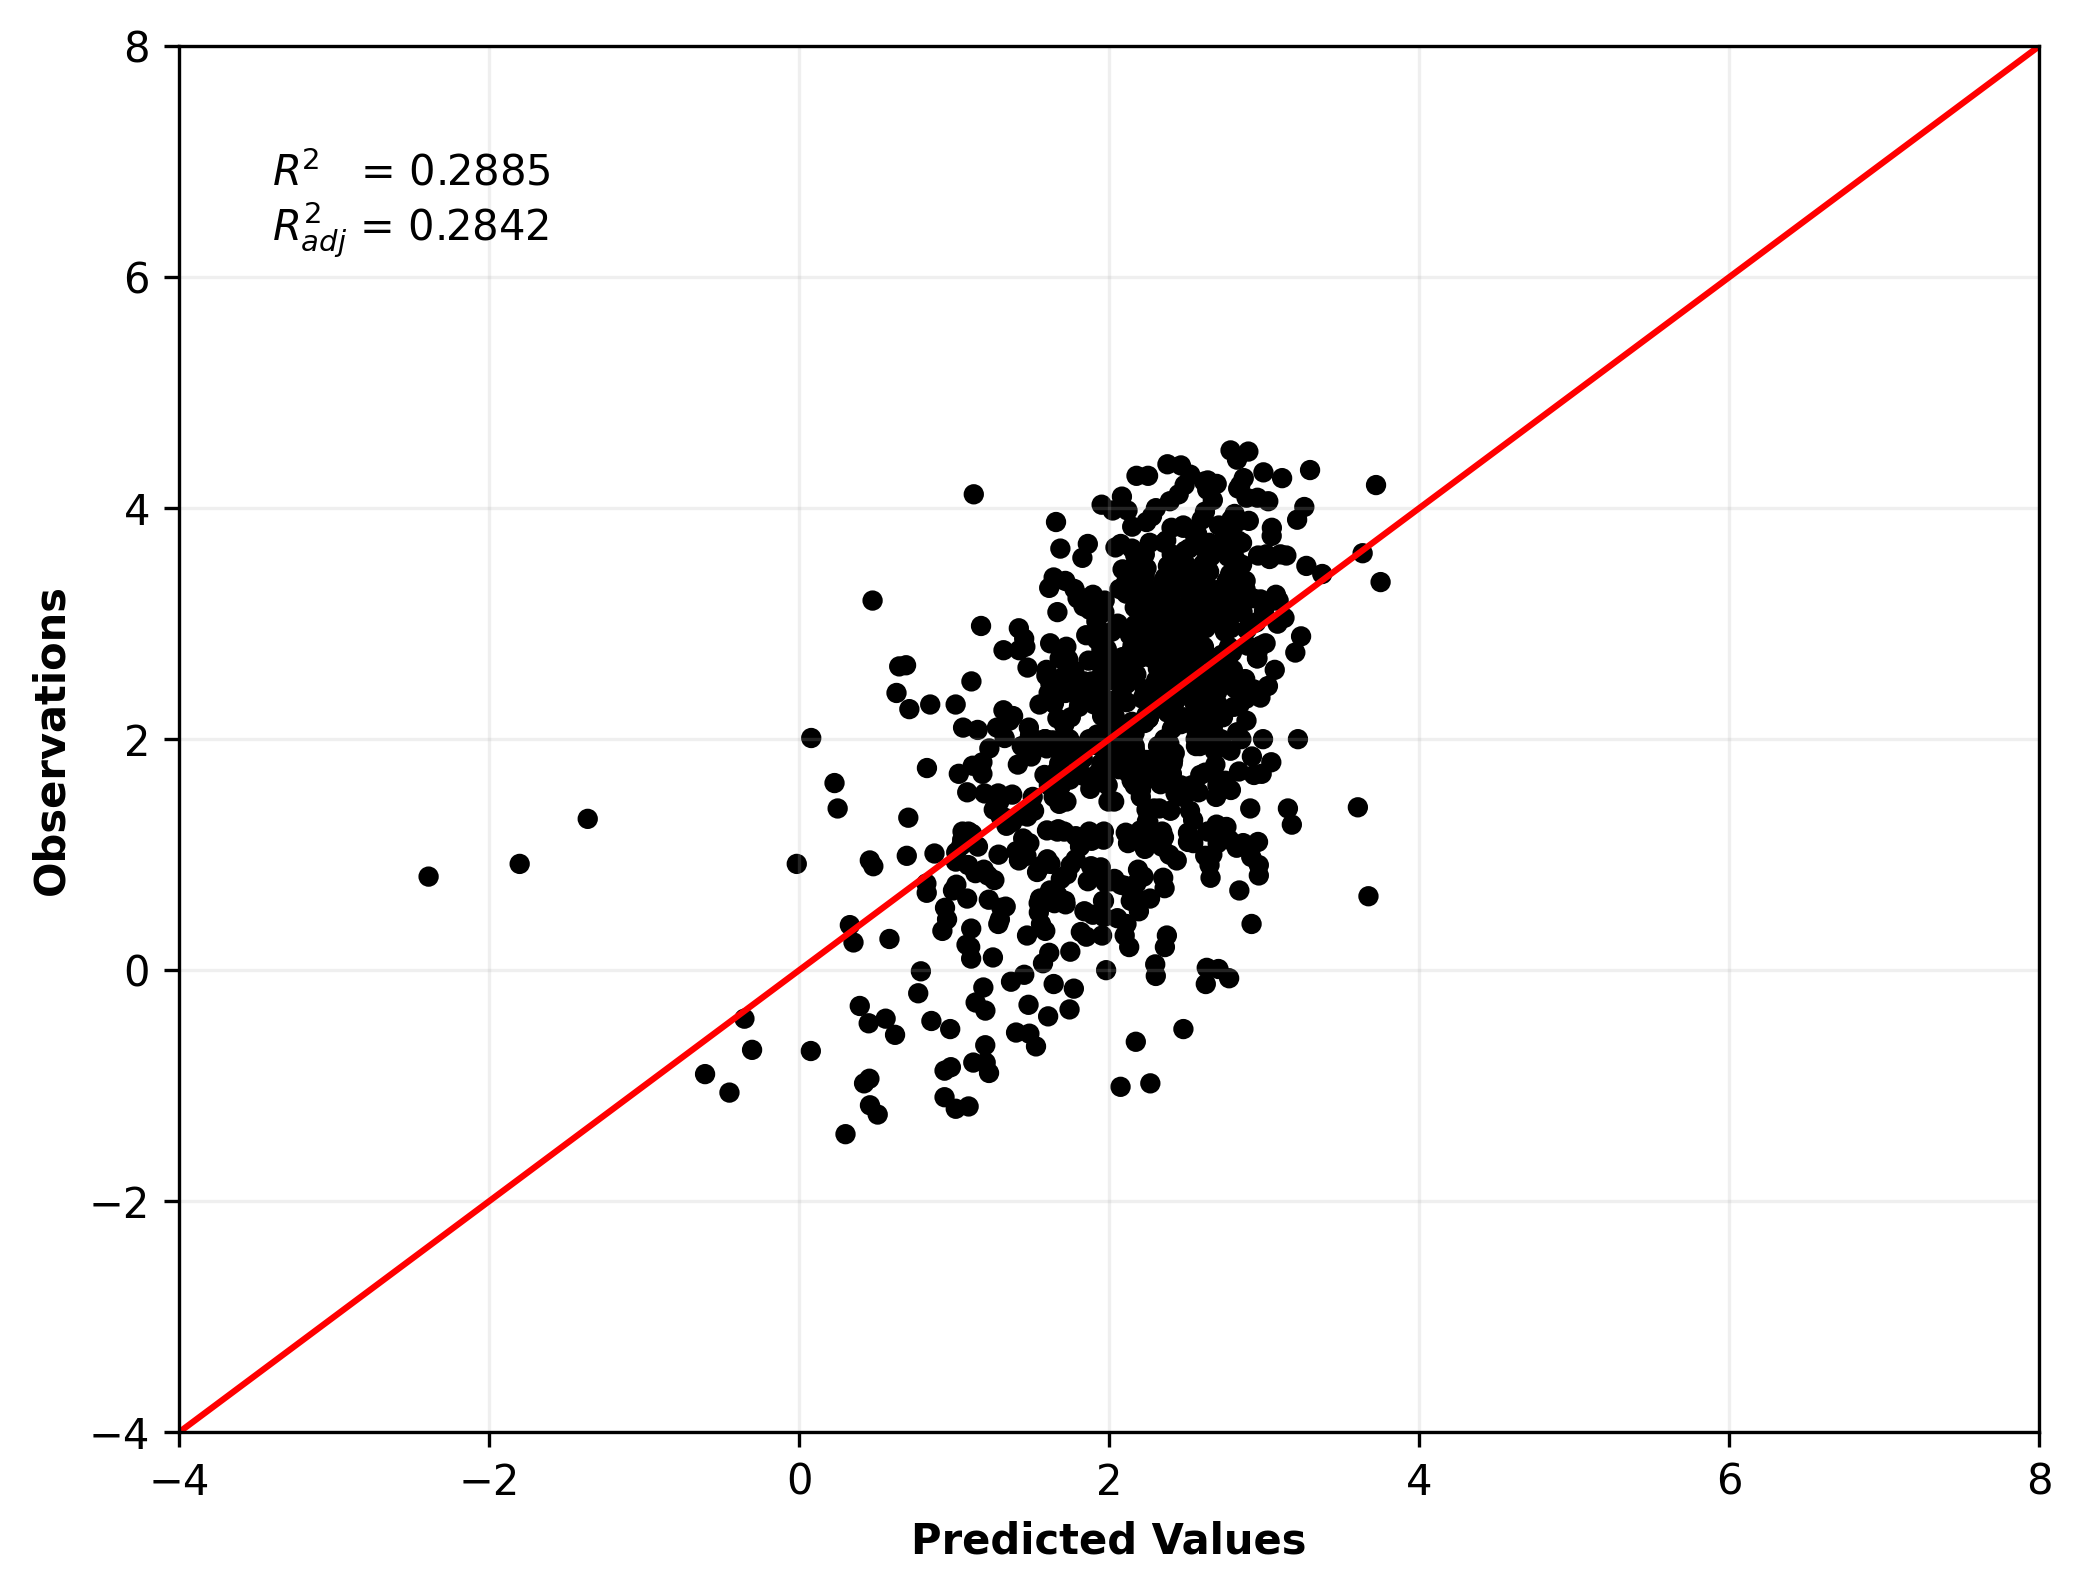 R² = 0.2885
R²adj = 0.2842
8
6
4
2
0
−2
−4
Observations
−4 −2 0 2 4 6 8
Predicted Values